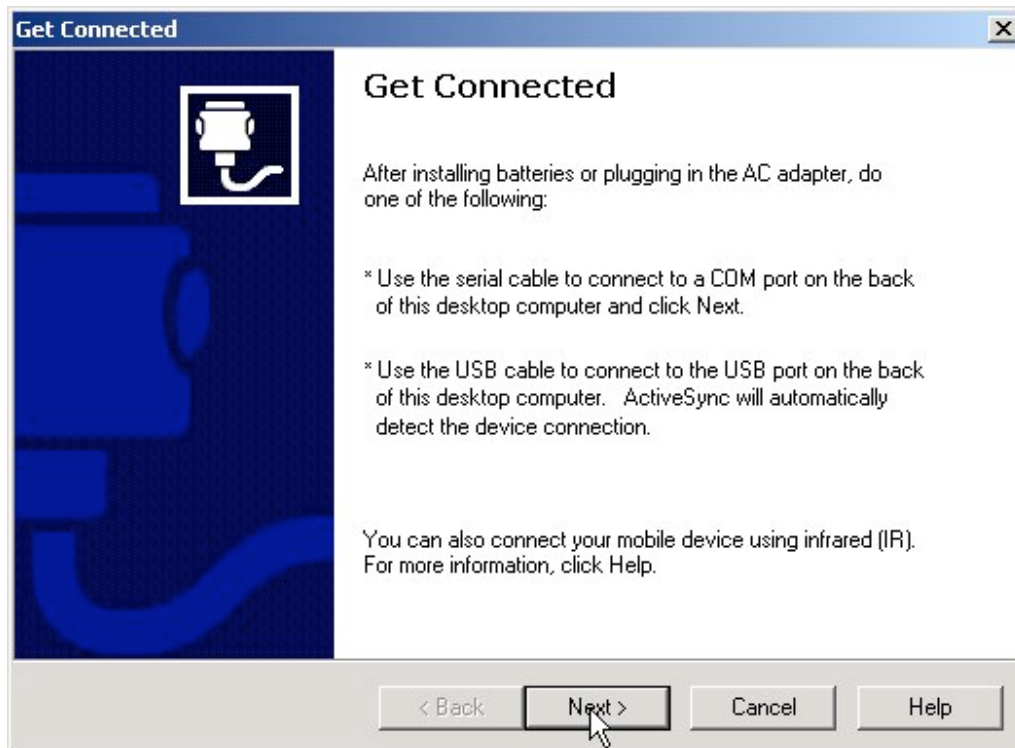 Get Connected
Get Connected
After installing batteries or plugging in the AC adapter, do
one of the following:
* Use the serial cable to connect to a COM port on the back
of this desktop computer and click Next.
* Use the USB cable to connect to the USB port on the back
of this desktop computer.   ActiveSync will automatically
detect the device connection.
You can also connect your mobile device using infrared (IR).
For more information, click Help.
< Back Next > Cancel Help